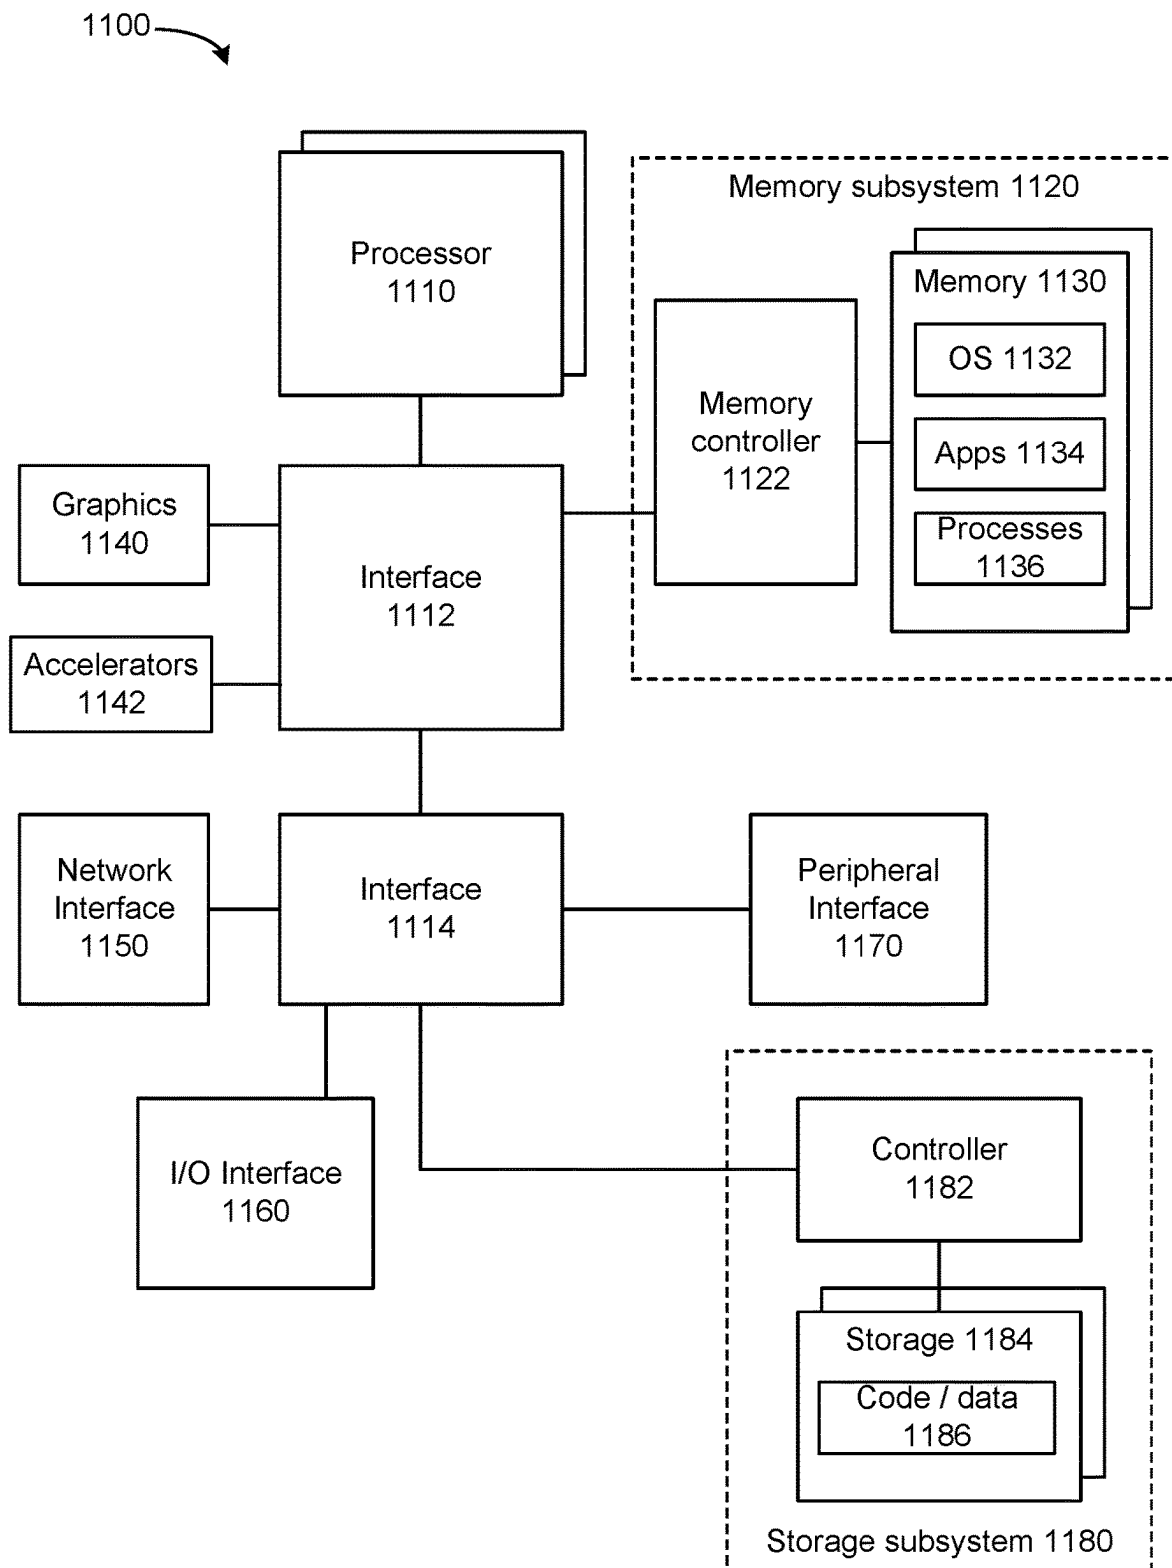 1100
Processor
1110
Memory subsystem 1120
Memory
controller
1122
Memory 1130
OS 1132
Apps 1134
Processes
1136
Graphics
1140
Interface
1112
Accelerators
1142
Network
Interface
1150
Interface
1114
Peripheral
Interface
1170
I/O Interface
1160
Controller
1182
Storage 1184
Code / data
1186
Storage subsystem 1180